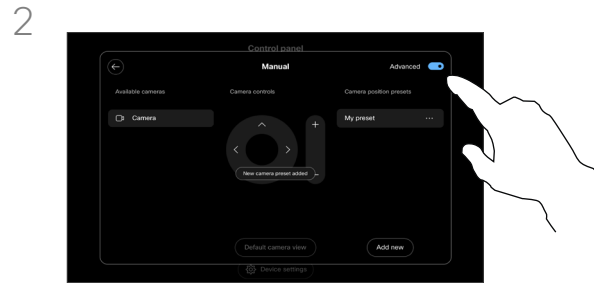 2
Control panel
Manual
Advanced
Available cameras
Camera controls
Camera position presets
Camera
My preset
...
+
New camera preset added
-
Default camera view
Add new
Device settings